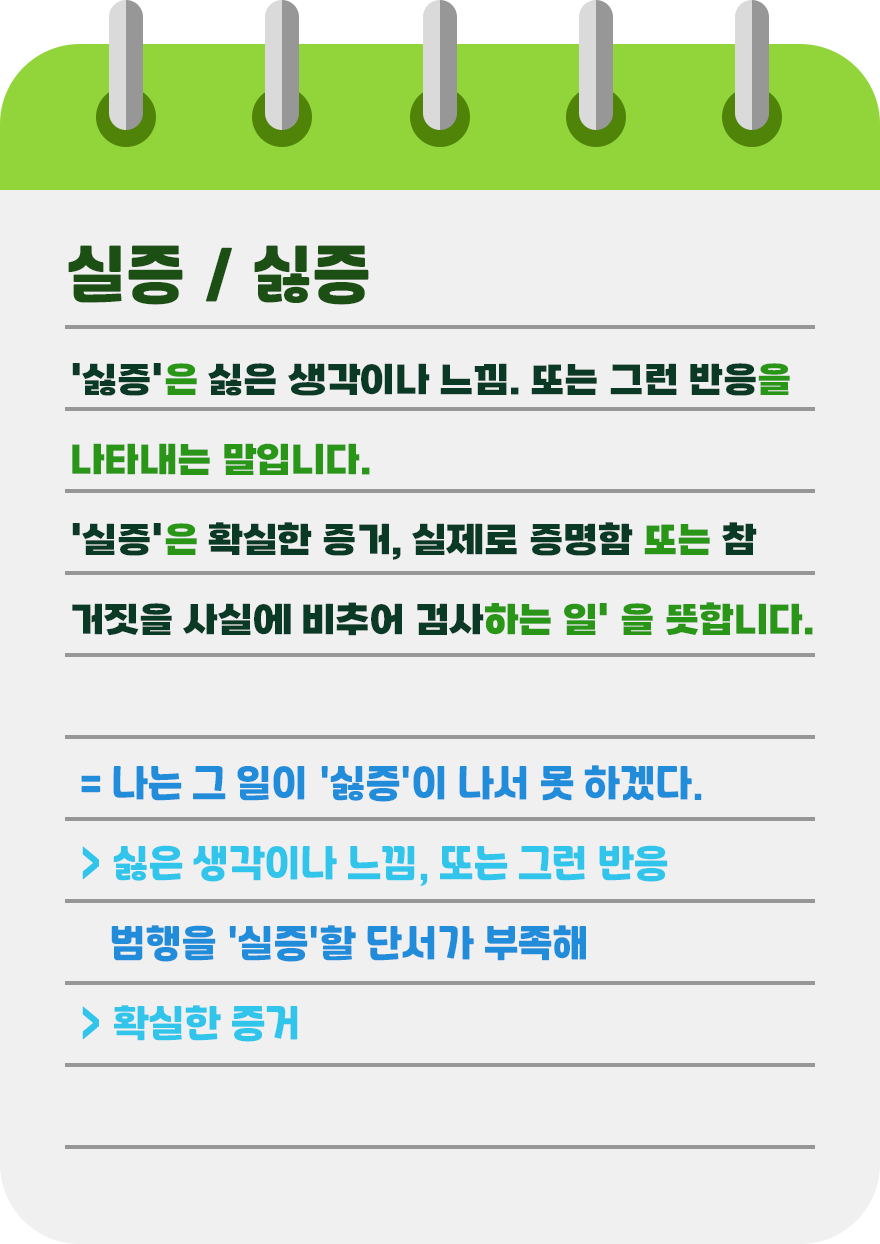 실증 / 싫증
'싫증'은 싫은 생각이나 느낌. 또는 그런 반응을
나타내는 말입니다.
'실증'은 확실한 증거, 실제로 증명함 또는 참
거짓을 사실에 비추어 검사하는 일' 을 뜻합니다.
= 나는 그 일이 '싫증'이 나서 못 하겠다.
> 싫은 생각이나 느낌, 또는 그런 반응
범행을 '실증'할 단서가 부족해
> 확실한 증거